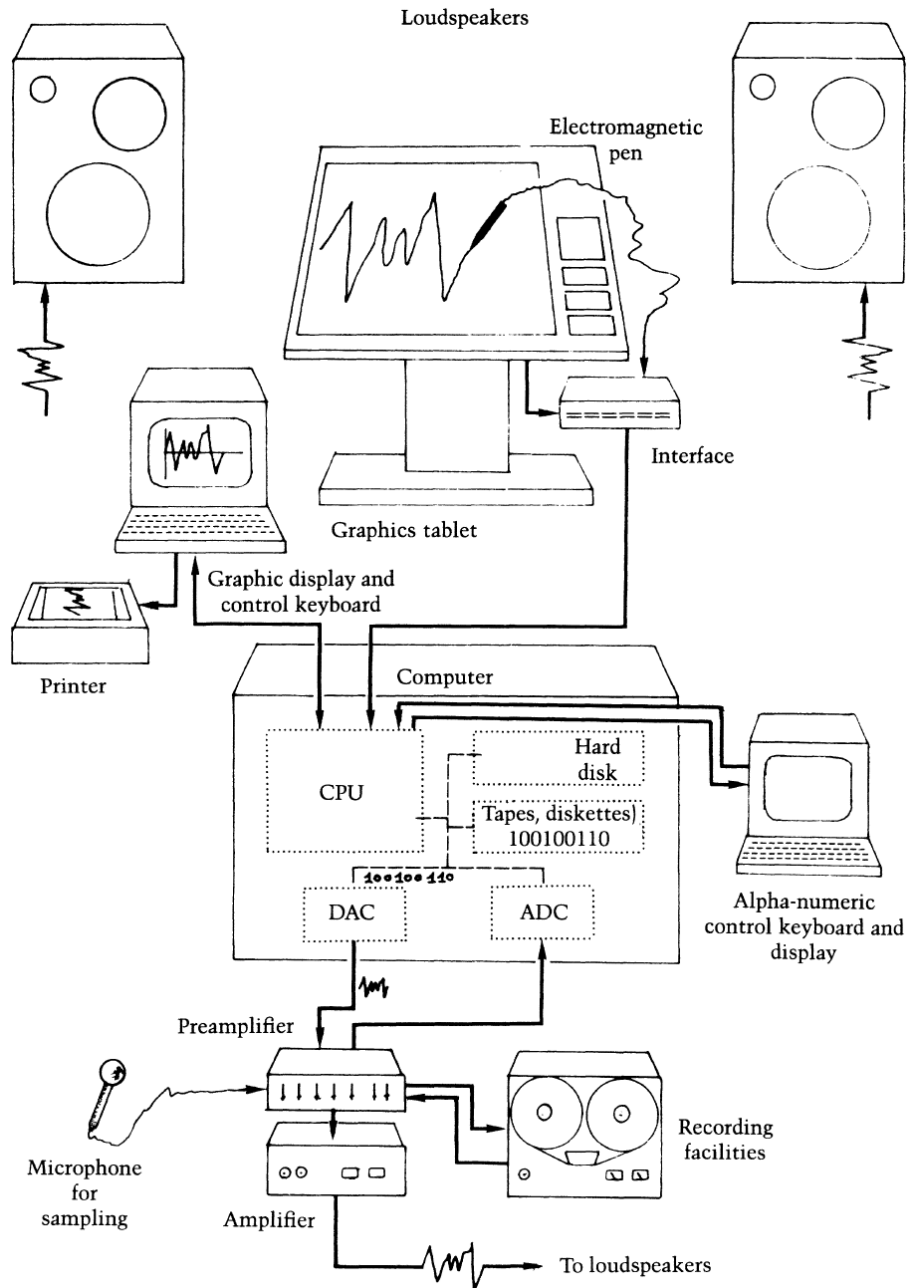 Loudspeakers
Electromagnetic
pen
Interface
Graphics tablet
Graphic display and
control keyboard
Printer
Computer
Hard
disk
CPU
Tapes, diskettes)
100100110
100100110
DAC
ADC
Alpha-numeric
control keyboard and
display
Preamplifier
Recording
facilities
Microphone
for
sampling
Amplifier
To loudspeakers